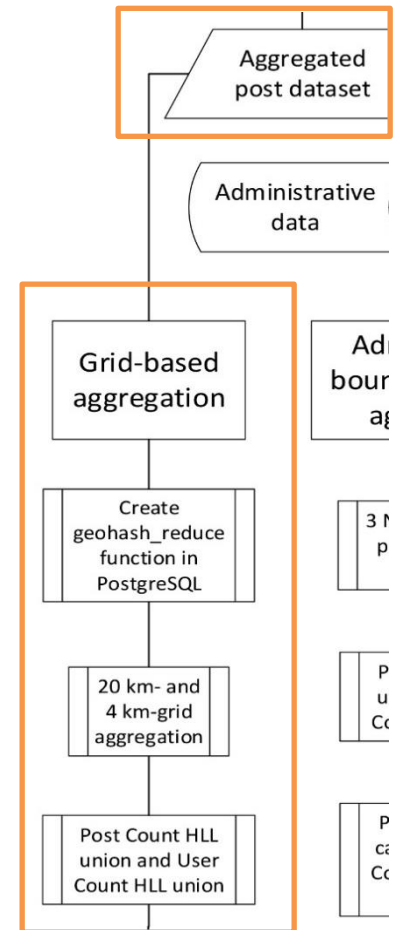 Aggregated
post dataset
Administrative
data
Grid-based
aggregation
Create
geohash_reduce
function in
PostgreSQL
20 km- and
4 km-grid
aggregation
Post Count HLL
union and User
Count HLL union
3